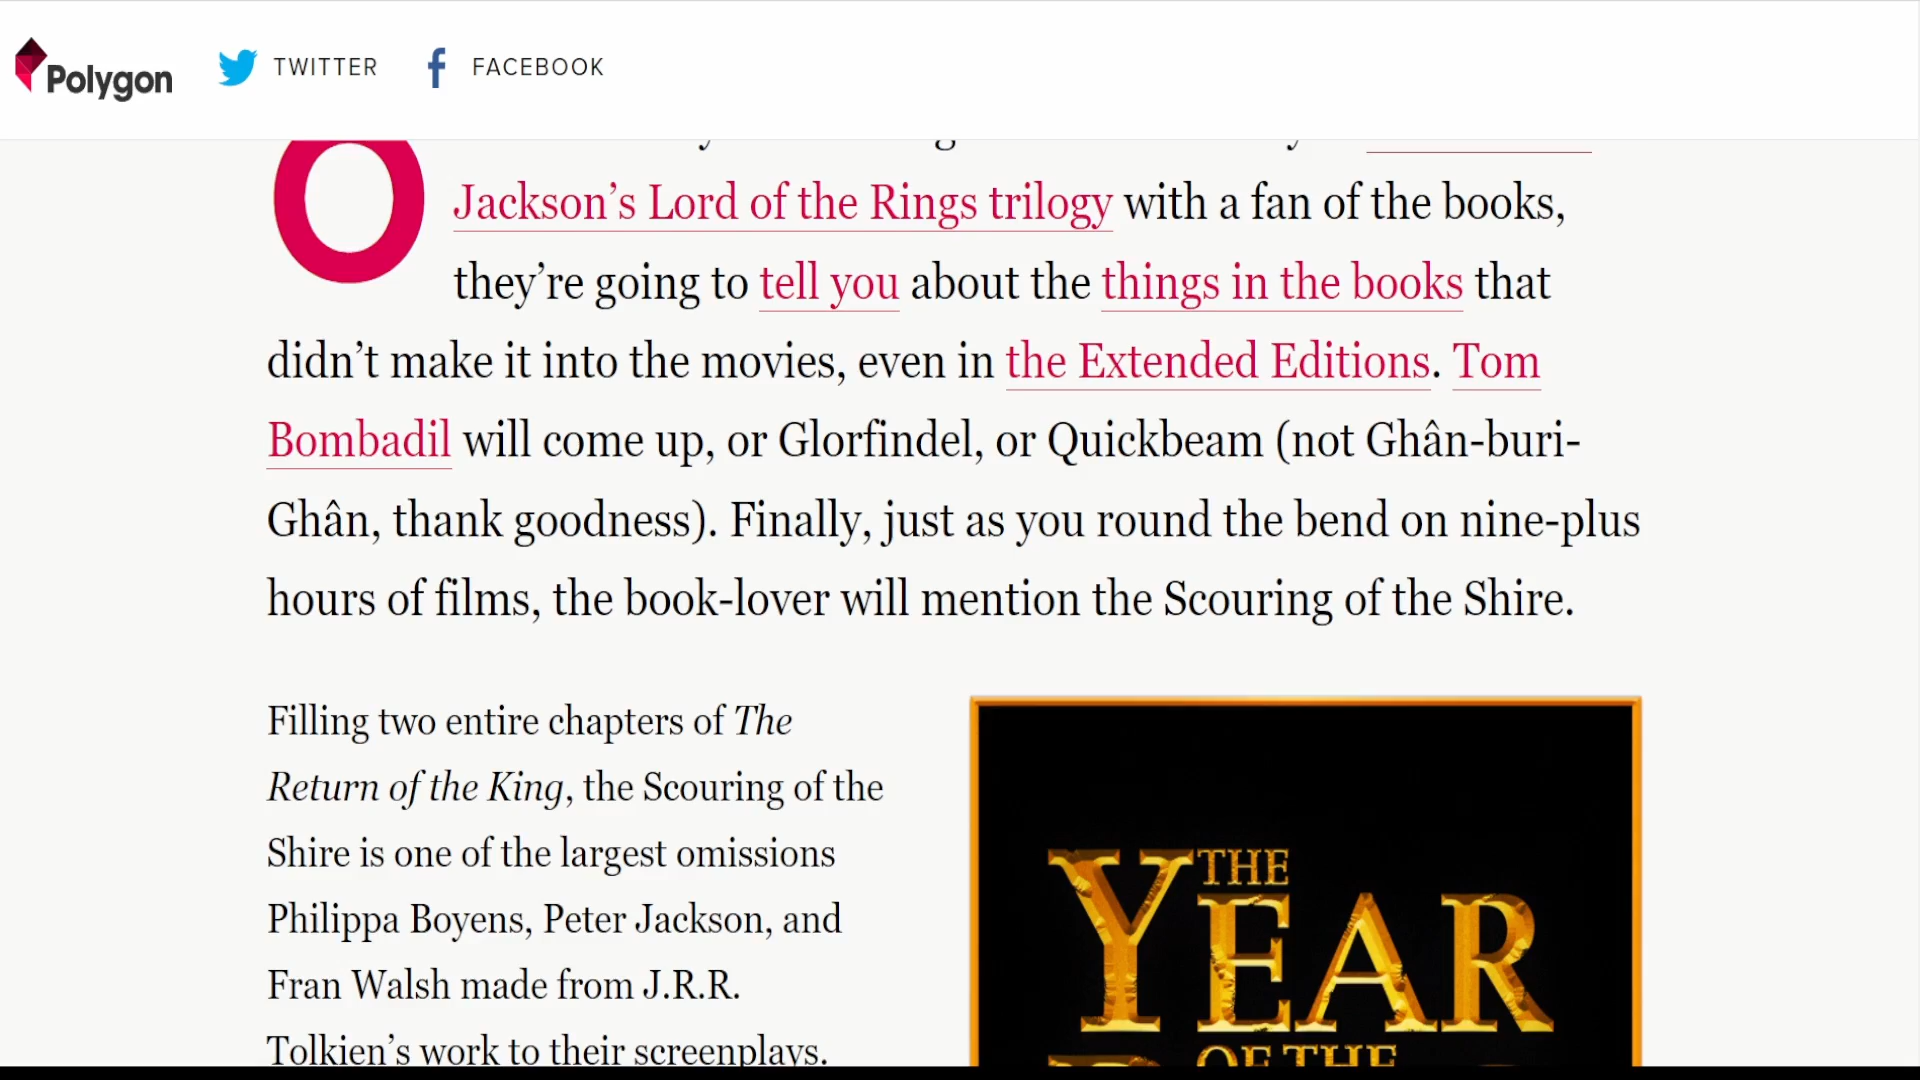 Polygon TWITTER FACEBOOK
O
Jackson’s Lord of the Rings trilogy with a fan of the books,
they’re going to tell you about the things in the books that
didn’t make it into the movies, even in the Extended Editions. Tom
Bombadil will come up, or Glorfindel, or Quickbeam (not Ghân-buri-
Ghân, thank goodness). Finally, just as you round the bend on nine-plus
hours of films, the book-lover will mention the Scouring of the Shire.
Filling two entire chapters of The
Return of the King, the Scouring of the
Shire is one of the largest omissions
Philippa Boyens, Peter Jackson, and
Fran Walsh made from J.R.R.
Tolkien’s work to their screenplays.
THE
YEAR
OF THE